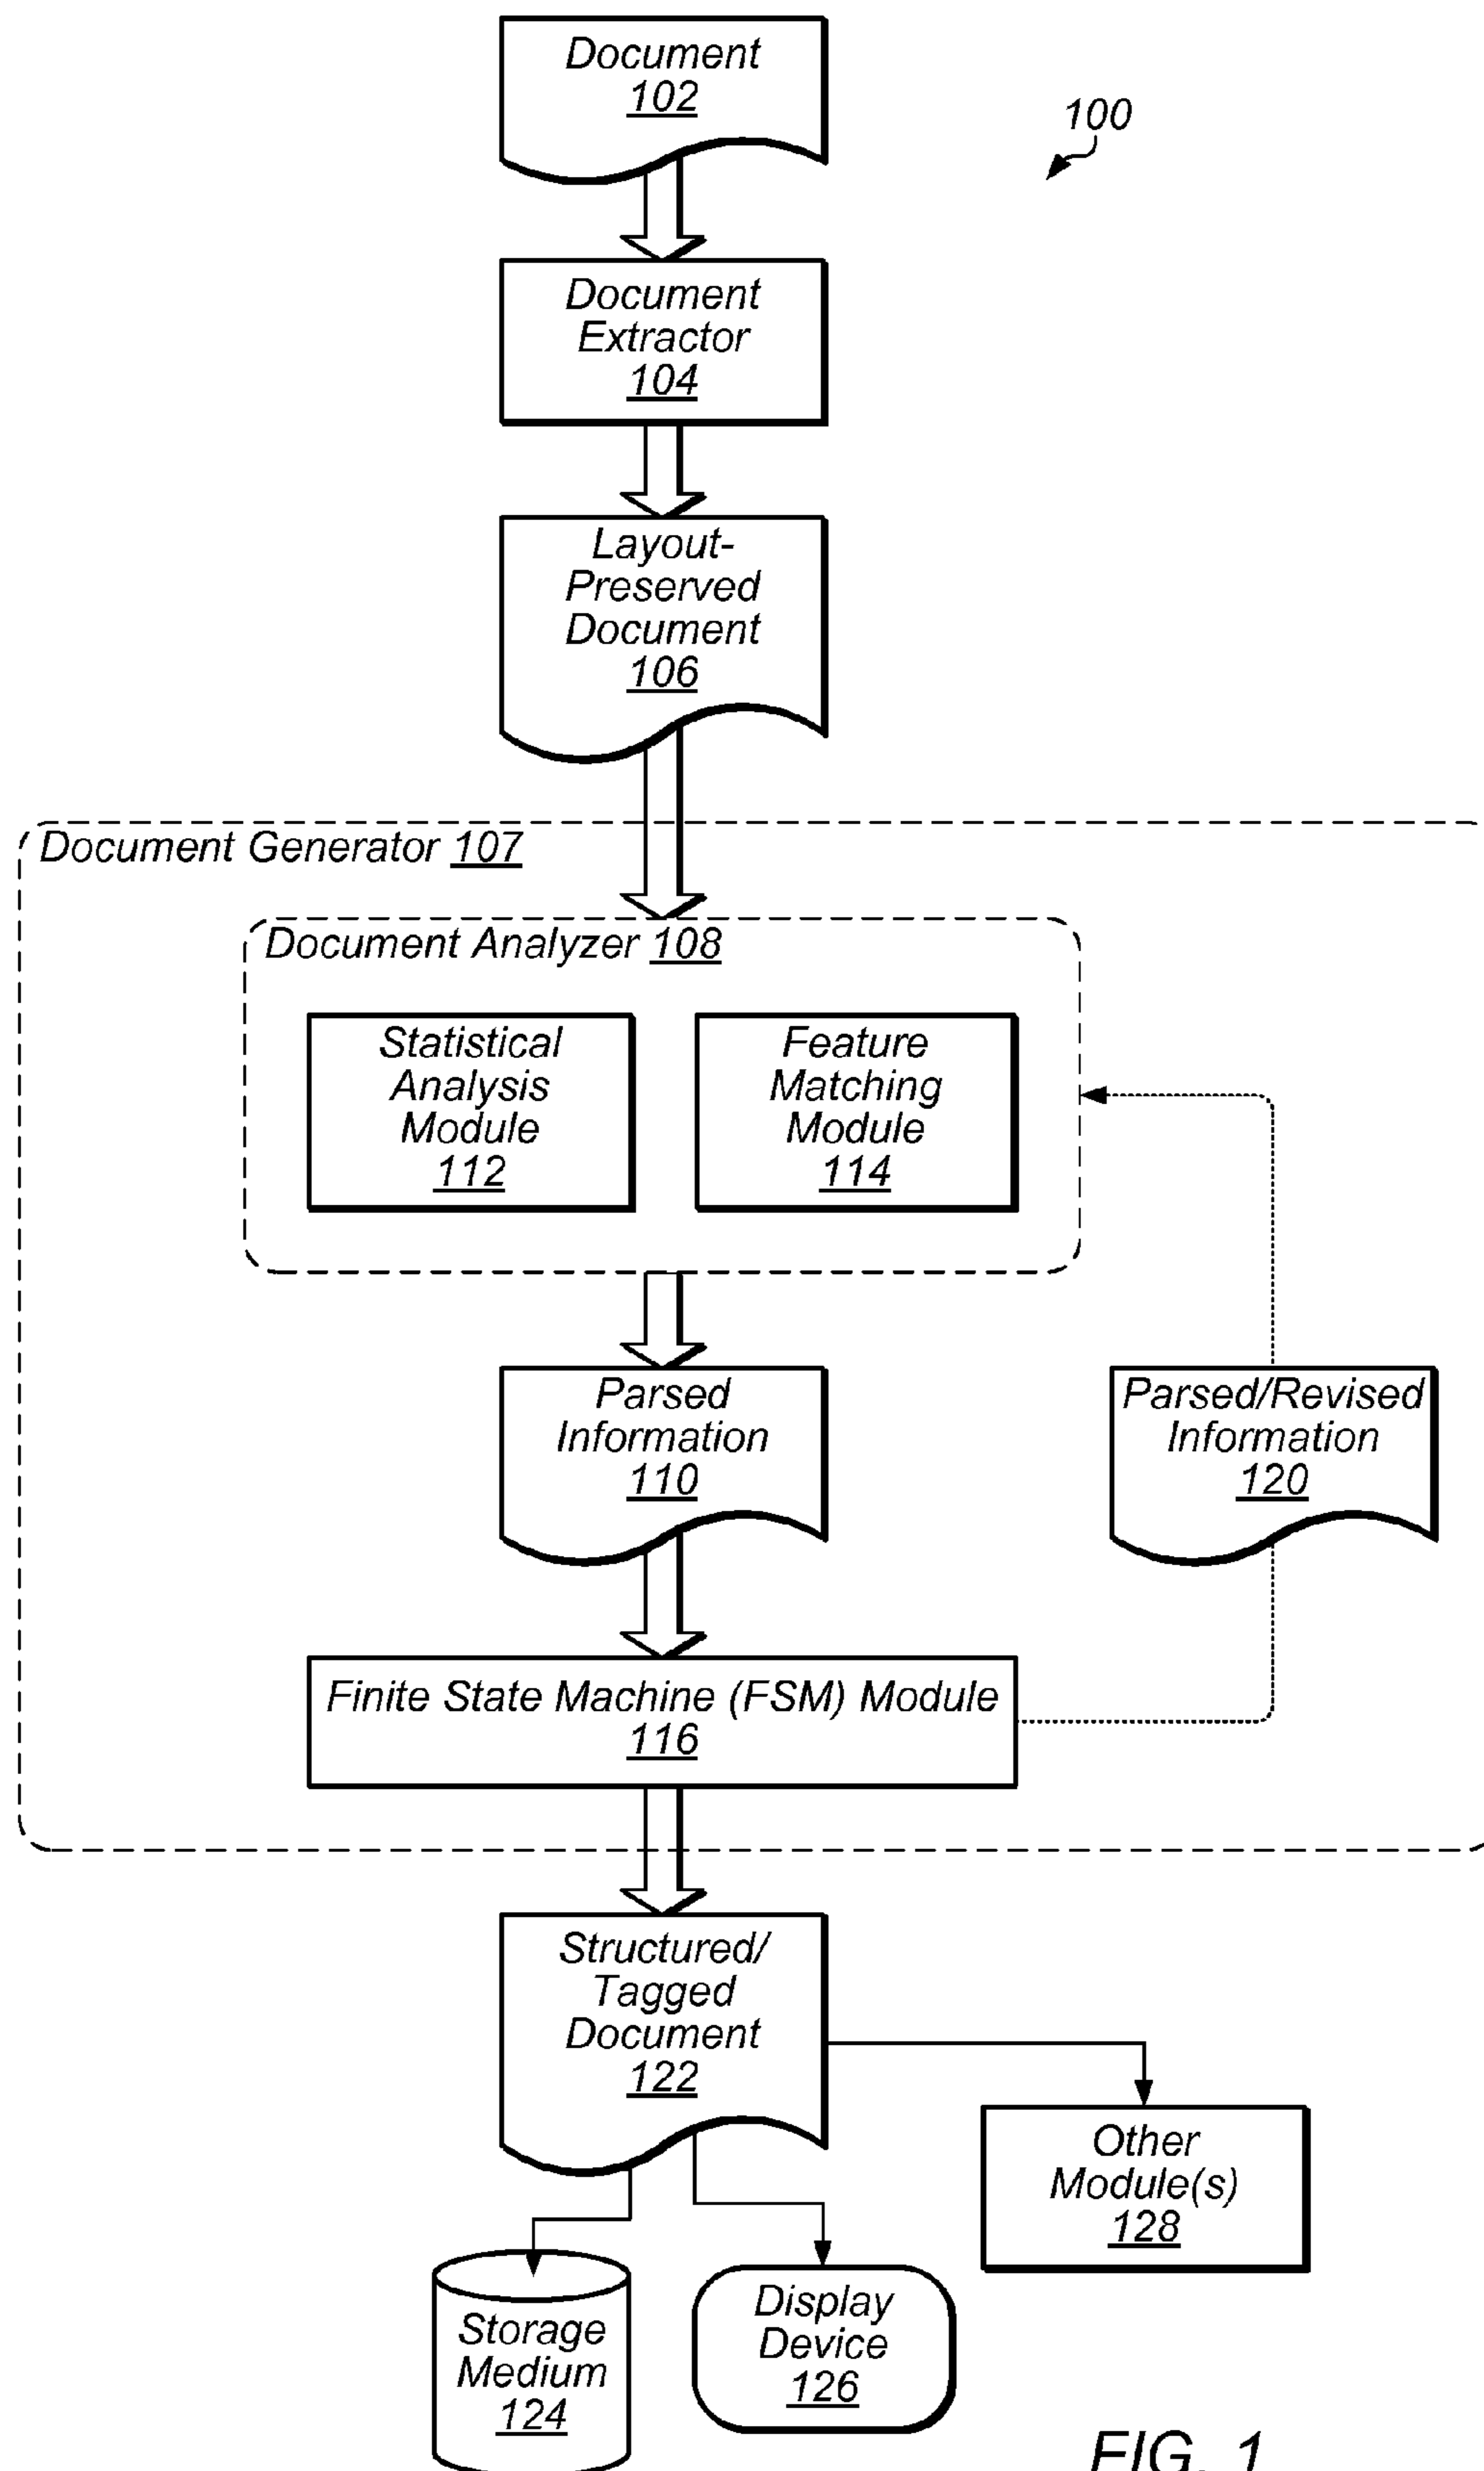 Document
102
100
Document
Extractor
104
Layout-
Preserved
Document
106
Document Generator 107
Document Analyzer 108
Statistical
Analysis
Module
112
Feature
Matching
Module
114
Parsed
Information
110
Parsed/Revised
Information
120
Finite State Machine (FSM) Module
116
Structured/
Tagged
Document
122
Other
Module(s)
128
Storage
Medium
124
Display
Device
126
FIG. 1